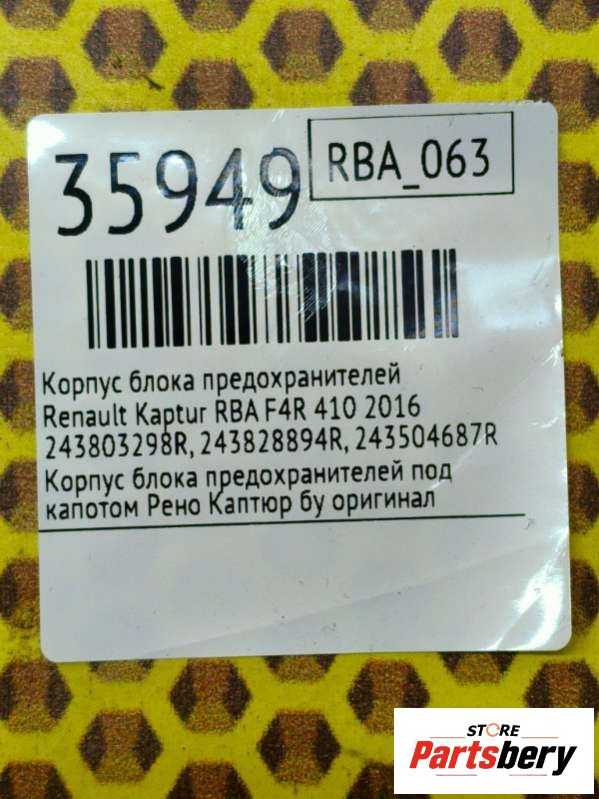 35949
RBA_063
Корпус блока предохранителей
Renault Kaptur RBA F4R 410 2016
243803298R, 243828894R, 243504687R
Корпус блока предохранителей под
капотом Рено Каптюр бу оригинал
STORE
Partsbery